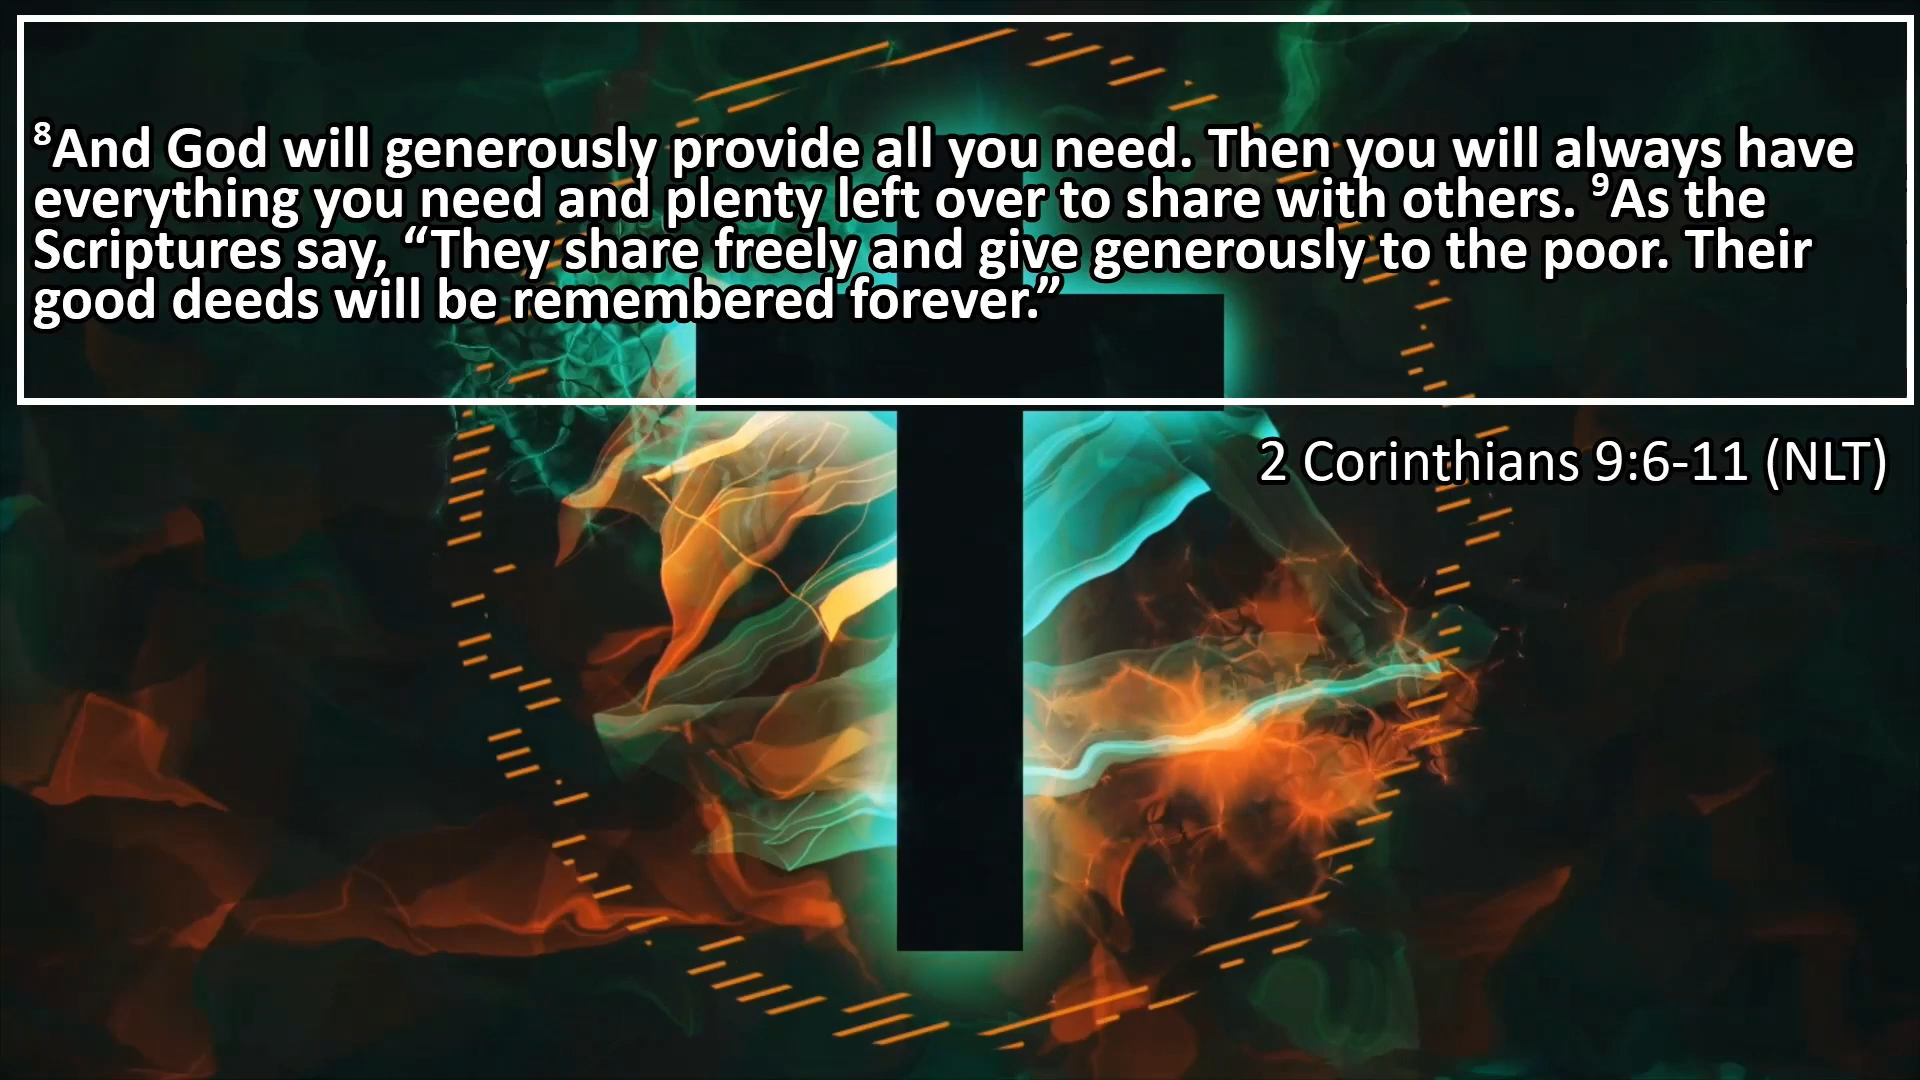 ⁸And God will generously provide all you need. Then you will always have
everything you need and plenty left over to share with others. ⁹As the
Scriptures say, “They share freely and give generously to the poor. Their
good deeds will be remembered forever.”
2 Corinthians 9:6-11 (NLT)